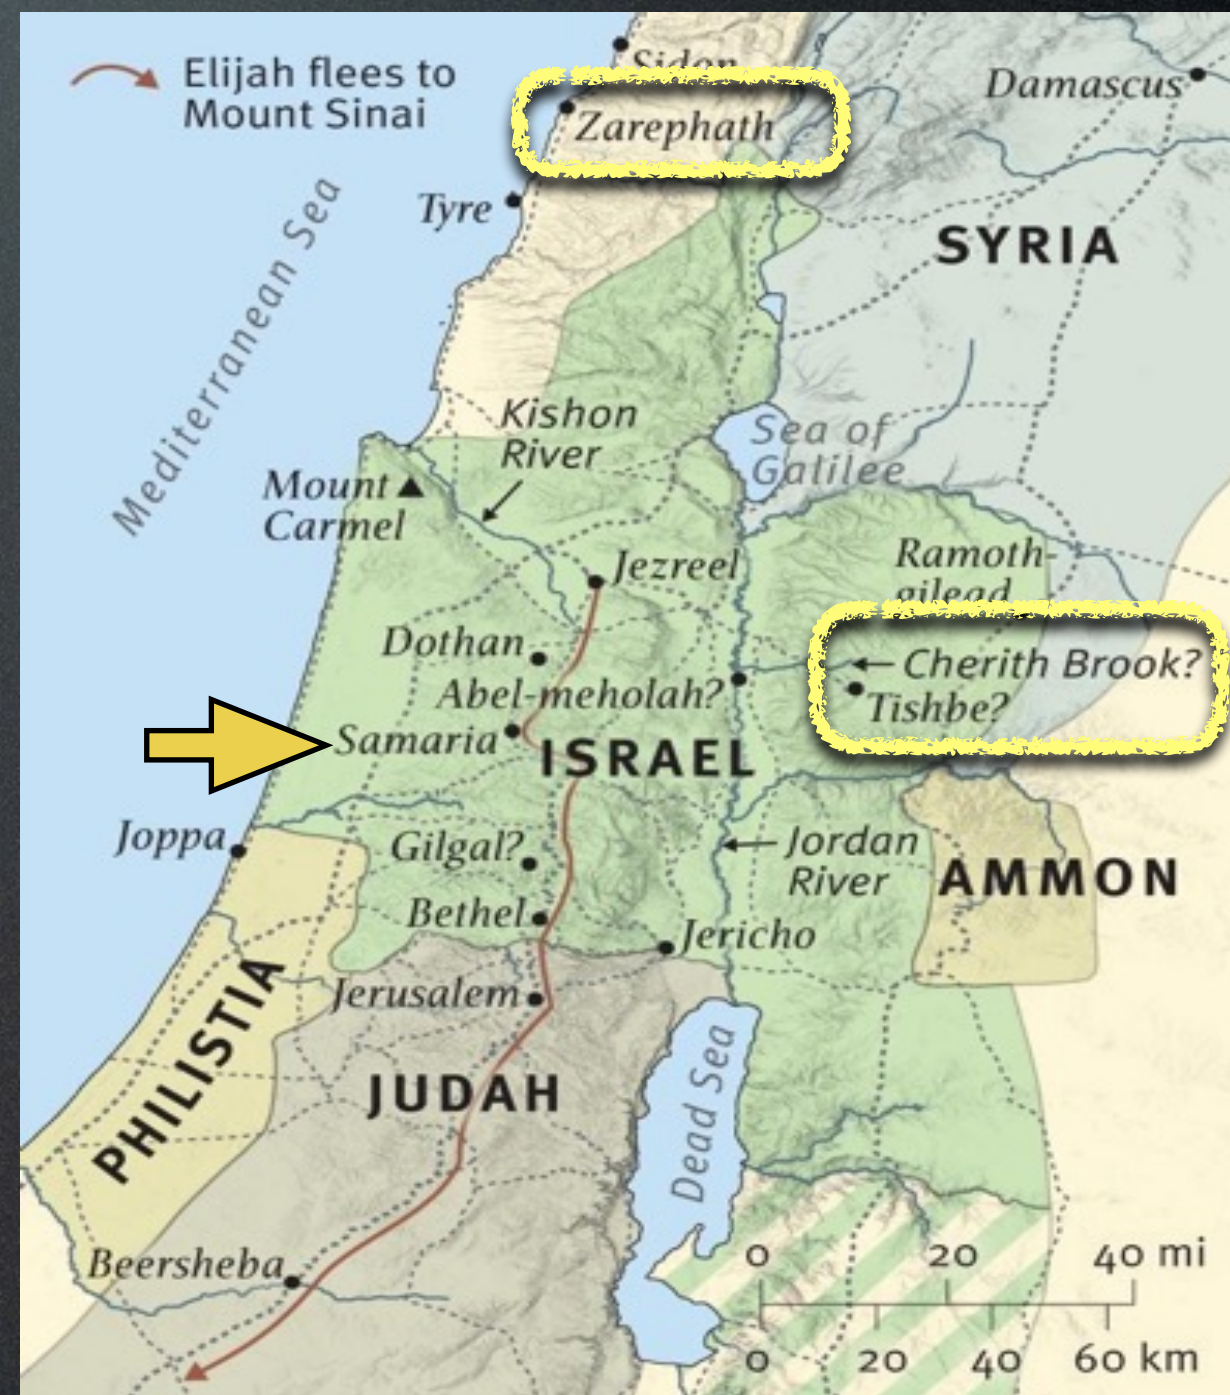 Elijah flees to
Mount Sinai
Sidon
Zarephath
Damascus
Tyre
SYRIA
Mediterranean Sea
Kishon
River
Sea of
Galilee
Mount
Carmel
Ramoth-
gilead
Jezreel
Dothan
Cherith Brook?
Abel-meholah?
Tishbe?
Samaria
ISRAEL
Joppa
Gilgal?
Jordan
River
AMMON
Bethel
Jericho
PHILISTIA
Jerusalem
JUDAH
Dead Sea
Beersheba
0 20 40 mi
0 20 40 60 km